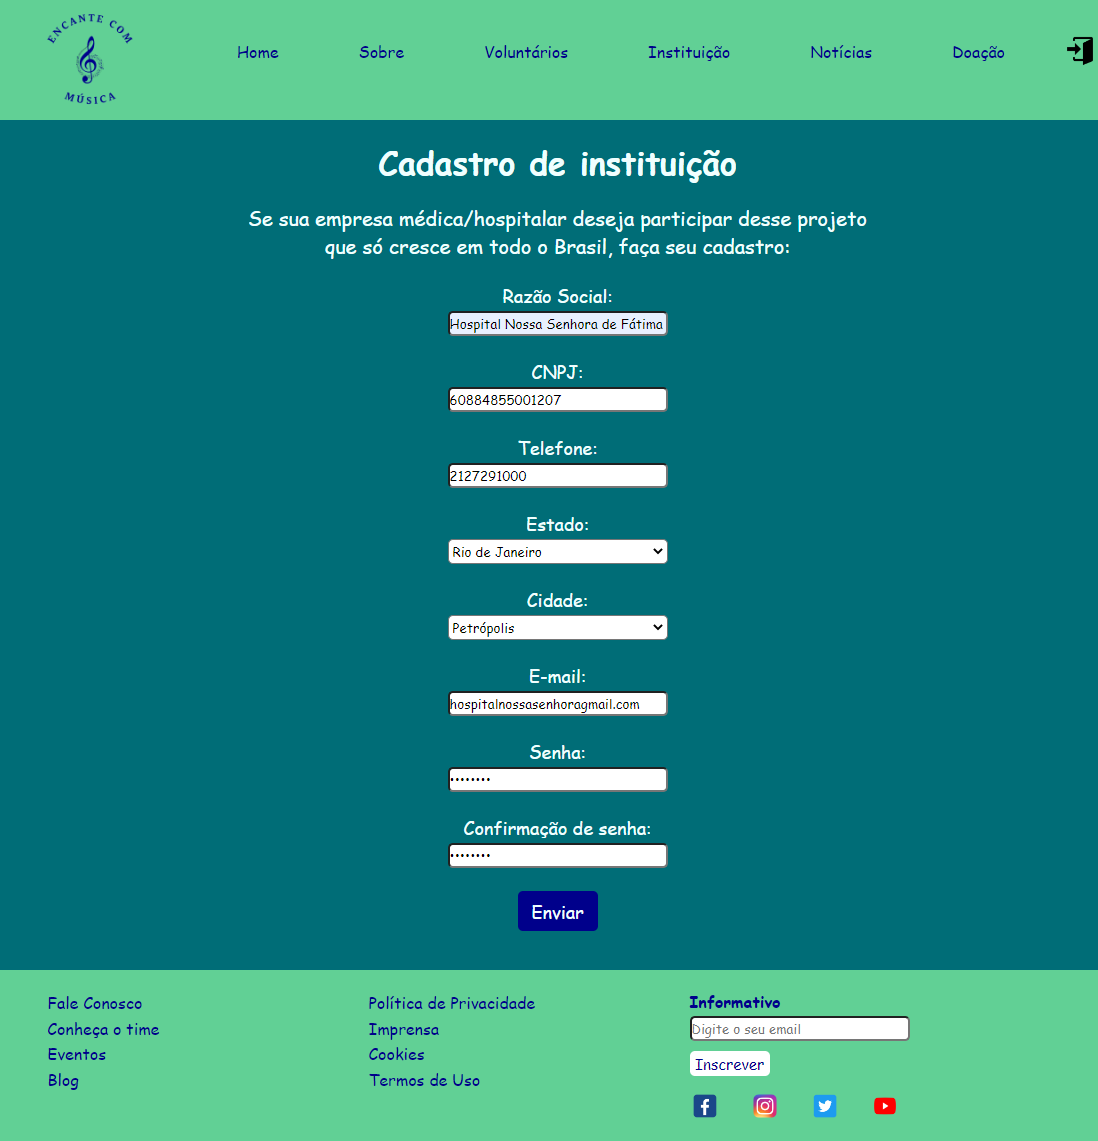 ENCANTE COM
MÚSICA
Home Sobre Voluntários Instituição Notícias Doação
Cadastro de instituição
Se sua empresa médica/hospitalar deseja participar desse projeto
que só cresce em todo o Brasil, faça seu cadastro:
Razão Social:
Hospital Nossa Senhora de Fátima
CNPJ:
60884855001207
Telefone:
2127291000
Estado:
Rio de Janeiro
Cidade:
Petrópolis
E-mail:
hospitalnossasenhoragmail.com
Senha:
••••••••
Confirmação de senha:
••••••••
Enviar
Fale Conosco
Conheça o time
Eventos
Blog
Política de Privacidade
Imprensa
Cookies
Termos de Uso
Informativo
Digite o seu email
Inscrever